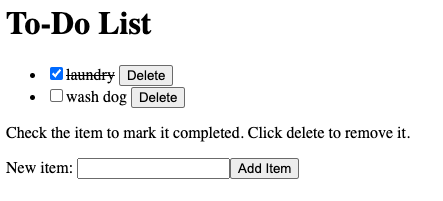 To-Do List
laundry Delete
wash dog Delete
Check the item to mark it completed. Click delete to remove it.
New item: Add Item